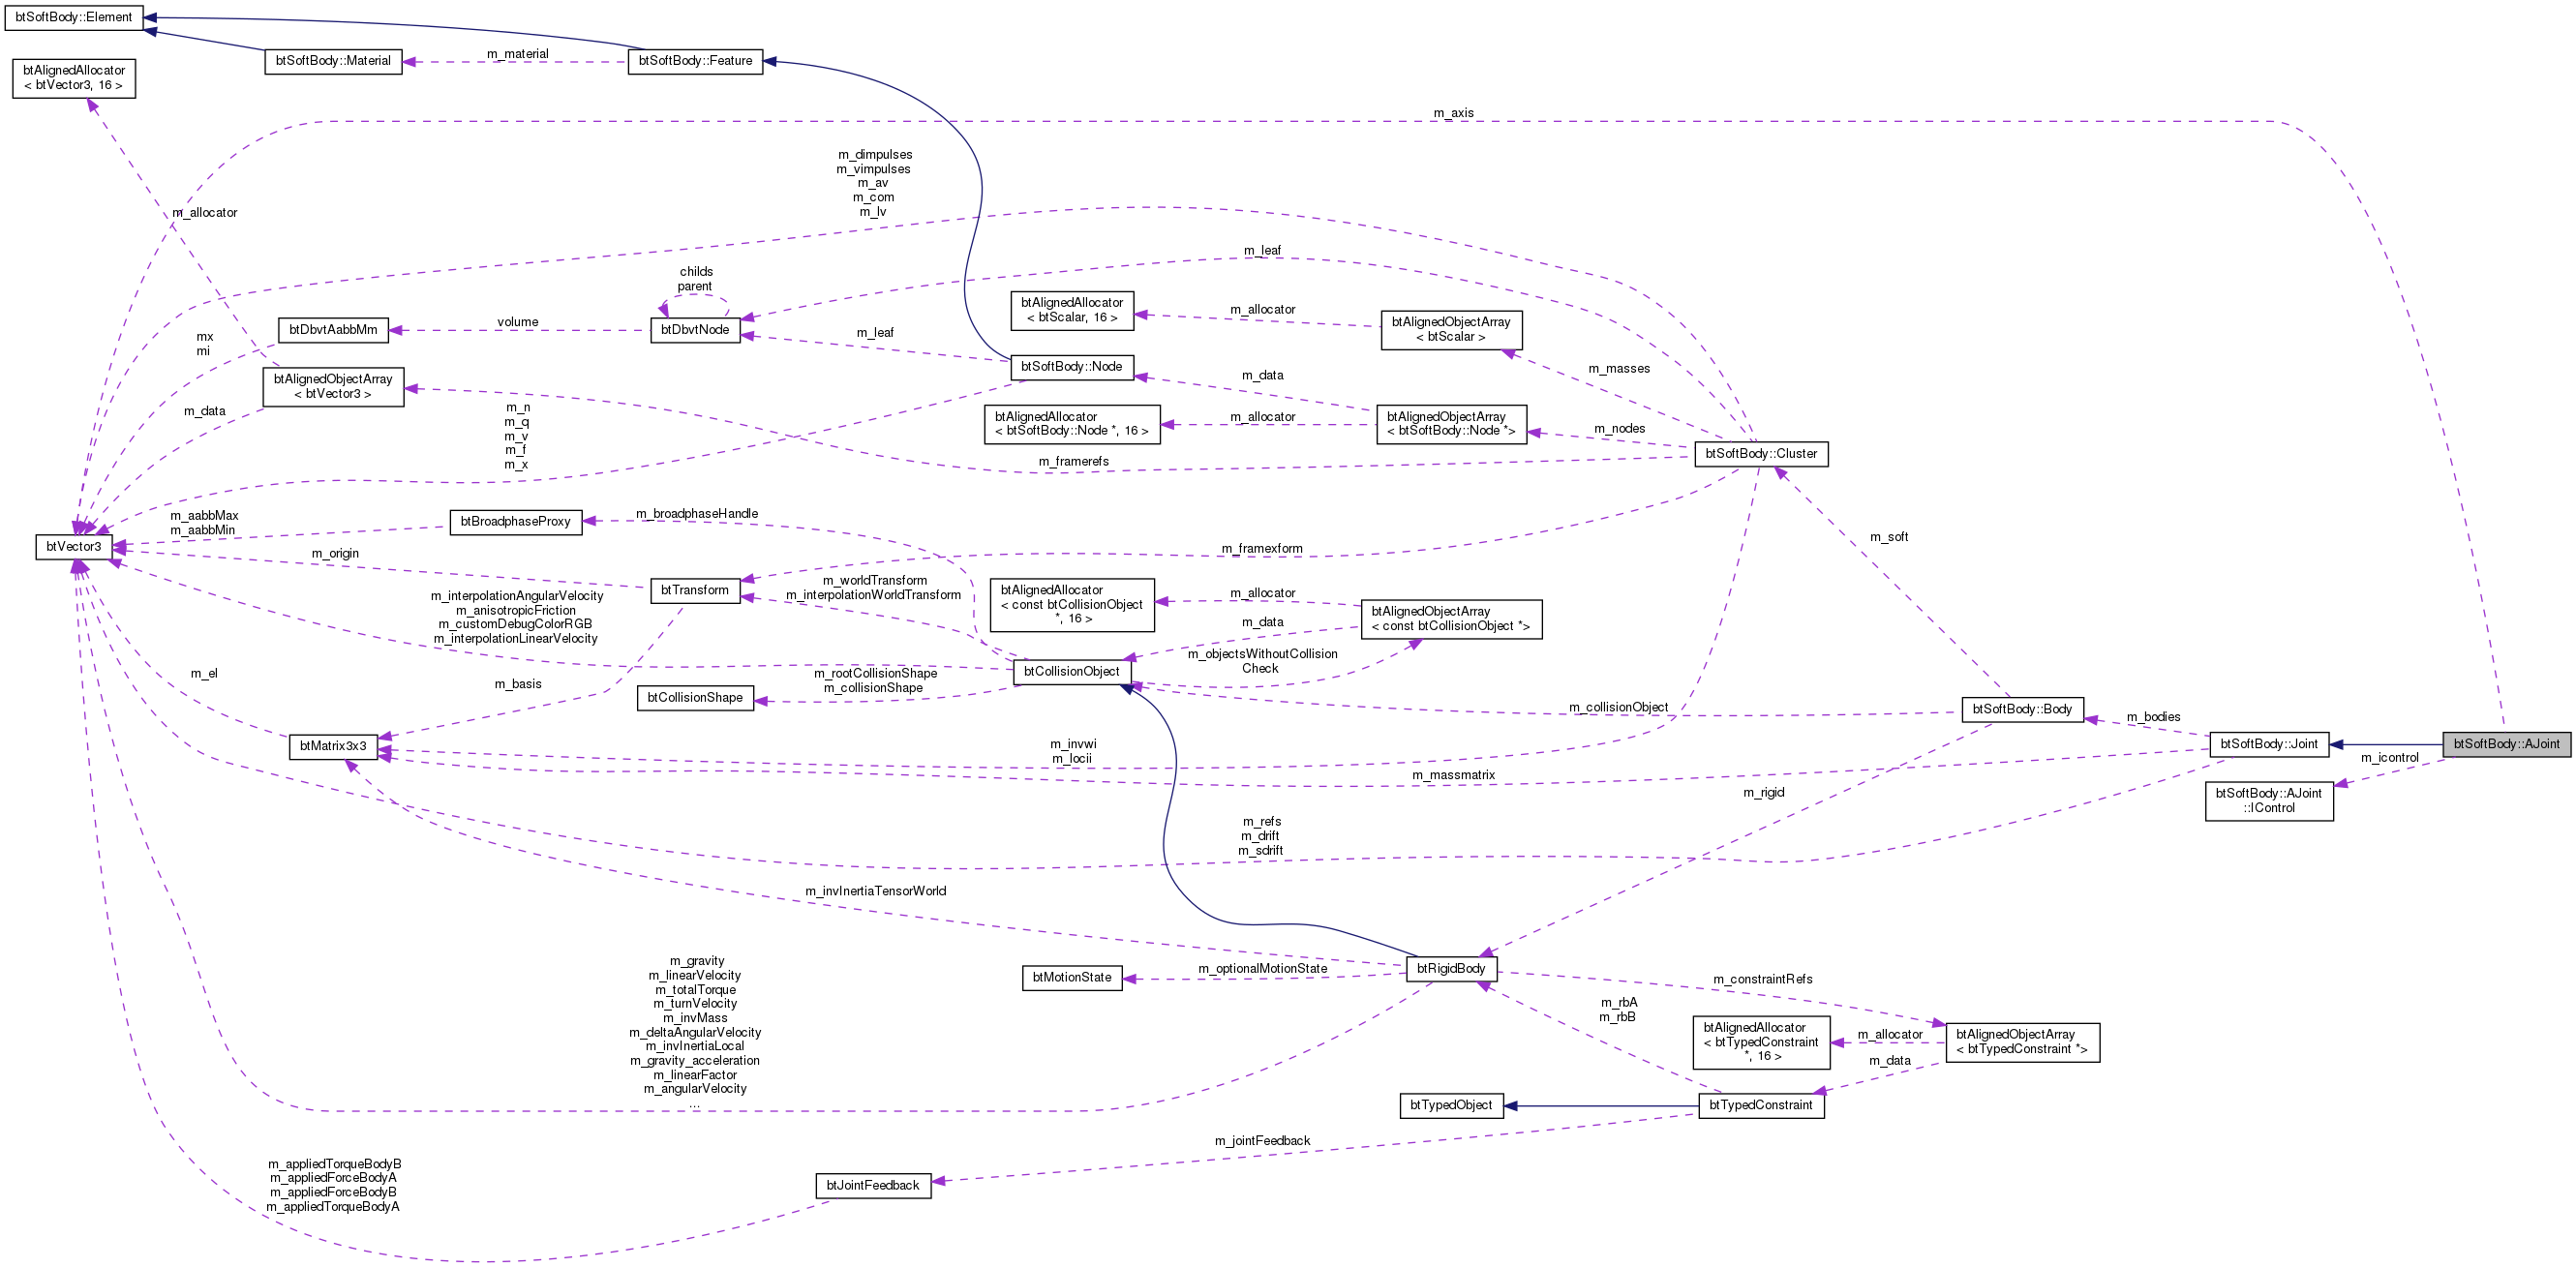 btSoftBody::Element
btSoftBody::Material
m_material
btSoftBody::Feature
btAlignedAllocator
< btVector3, 16 >
m_axis
m_dimpulses
m_vimpulses
m_av
m_com
m_lv
m_allocator
m_leaf
childs
parent
btAlignedAllocator
< btScalar, 16 >
m_allocator
btAlignedObjectArray
< btScalar >
btDbvtAabbMm
volume
btDbvtNode
mx
mi
m_leaf
btSoftBody::Node
m_masses
btAlignedObjectArray
< btVector3 >
m_data
m_data
m_n
m_q
m_v
m_f
m_x
btAlignedAllocator
< btSoftBody::Node *, 16 >
m_allocator
btAlignedObjectArray
< btSoftBody::Node *>
m_nodes
btSoftBody::Cluster
m_framerefs
m_aabbMax
m_aabbMin
btBroadphaseProxy
m_broadphaseHandle
btVector3
m_origin
m_framexform
m_soft
btTransform
m_worldTransform
m_interpolationWorldTransform
btAlignedAllocator
< const btCollisionObject
*, 16 >
m_allocator
btAlignedObjectArray
< const btCollisionObject *>
m_interpolationAngularVelocity
m_anisotropicFriction
m_customDebugColorRGB
m_interpolationLinearVelocity
m_data
m_objectsWithoutCollision
Check
btCollisionObject
m_el
m_basis
m_rootCollisionShape
m_collisionShape
btCollisionShape
m_collisionObject
btSoftBody::Body
m_bodies
btMatrix3x3
m_invwi
m_locii
btSoftBody::Joint
btSoftBody::AJoint
m_icontrol
m_massmatrix
m_rigid
btSoftBody::AJoint
::IControl
m_refs
m_drift
m_sdrift
m_invInertiaTensorWorld
m_gravity
m_linearVelocity
m_totalTorque
m_turnVelocity
m_invMass
m_deltaAngularVelocity
m_invInertiaLocal
m_gravity_acceleration
m_linearFactor
m_angularVelocity
...
btMotionState
m_optionalMotionState
btRigidBody
m_constraintRefs
m_rbA
m_rbB
btAlignedAllocator
< btTypedConstraint
*, 16 >
m_allocator
btAlignedObjectArray
< btTypedConstraint *>
m_data
btTypedObject
btTypedConstraint
m_jointFeedback
m_appliedTorqueBodyB
m_appliedForceBodyA
m_appliedForceBodyB
m_appliedTorqueBodyA
btJointFeedback